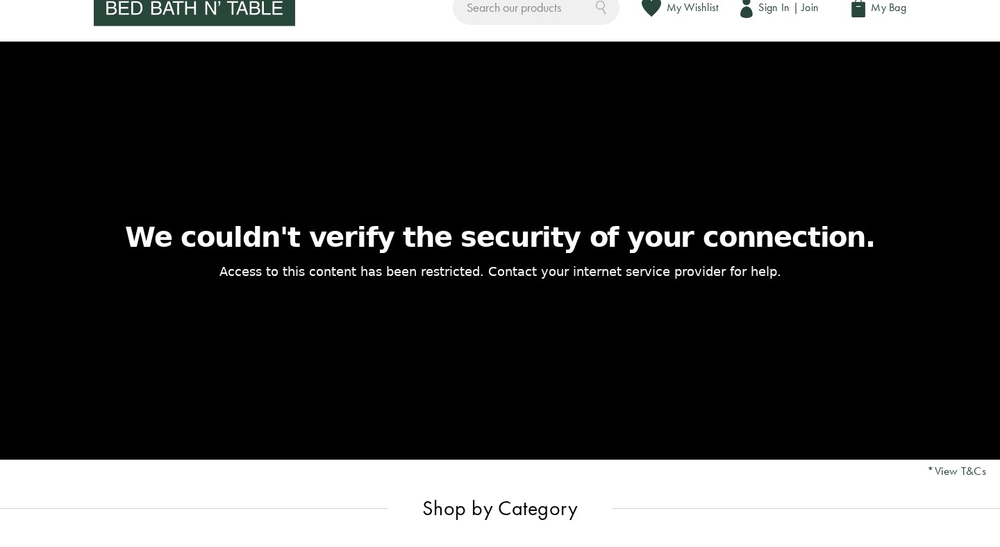 BED BATH N' TABLE
Search our products
My Wishlist
Sign In | Join
My Bag
We couldn't verify the security of your connection.
Access to this content has been restricted. Contact your internet service provider for help.
*View T&Cs
Shop by Category